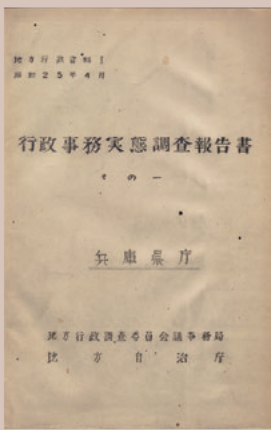 地方行政資料 I
昭和25年4月
行政事務実態調査報告書
その一
兵庫県庁
地方行政調査委員会議事務局
地方自治庁